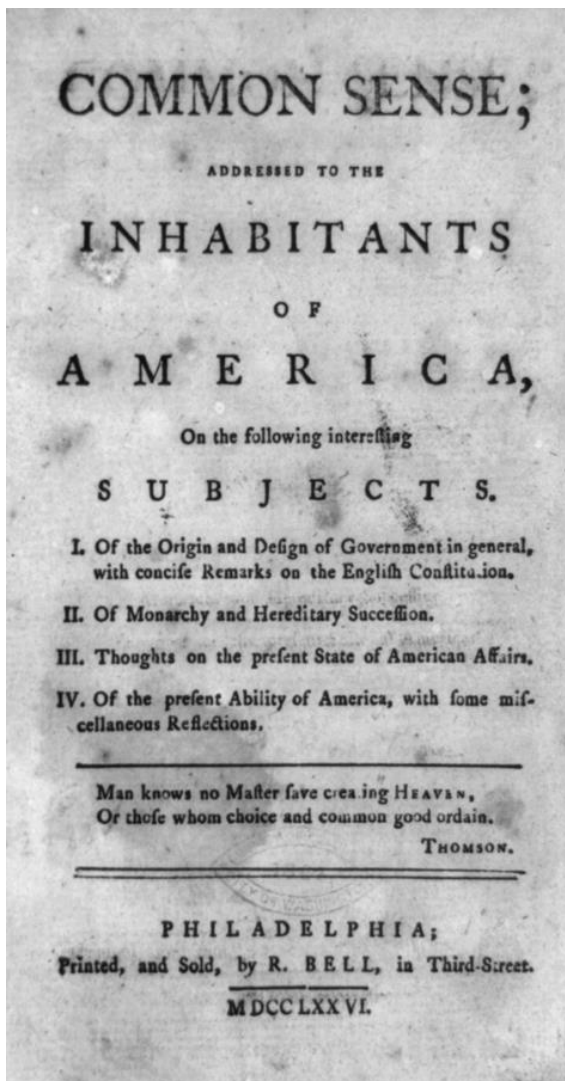 COMMON SENSE;
ADDRESSED TO THE
INHABITANTS
OF
AMERICA,
On the following interesting
SUBJECTS.
I. Of the Origin and Deſign of Government in general,
with conciſe Remarks on the Engliſh Conſtitution.
II. Of Monarchy and Hereditary Succeſſion.
III. Thoughts on the preſent State of American Affairs.
IV. Of the preſent Ability of America, with ſome miſ-
cellaneous Reflections.
Man knows no Maſter ſave creating HEAVEN,
Or thoſe whom choice and common good ordain.
THOMSON.
PHILADELPHIA;
Printed, and Sold, by R. BELL, in Third-Street.
MDCCLXXVI.